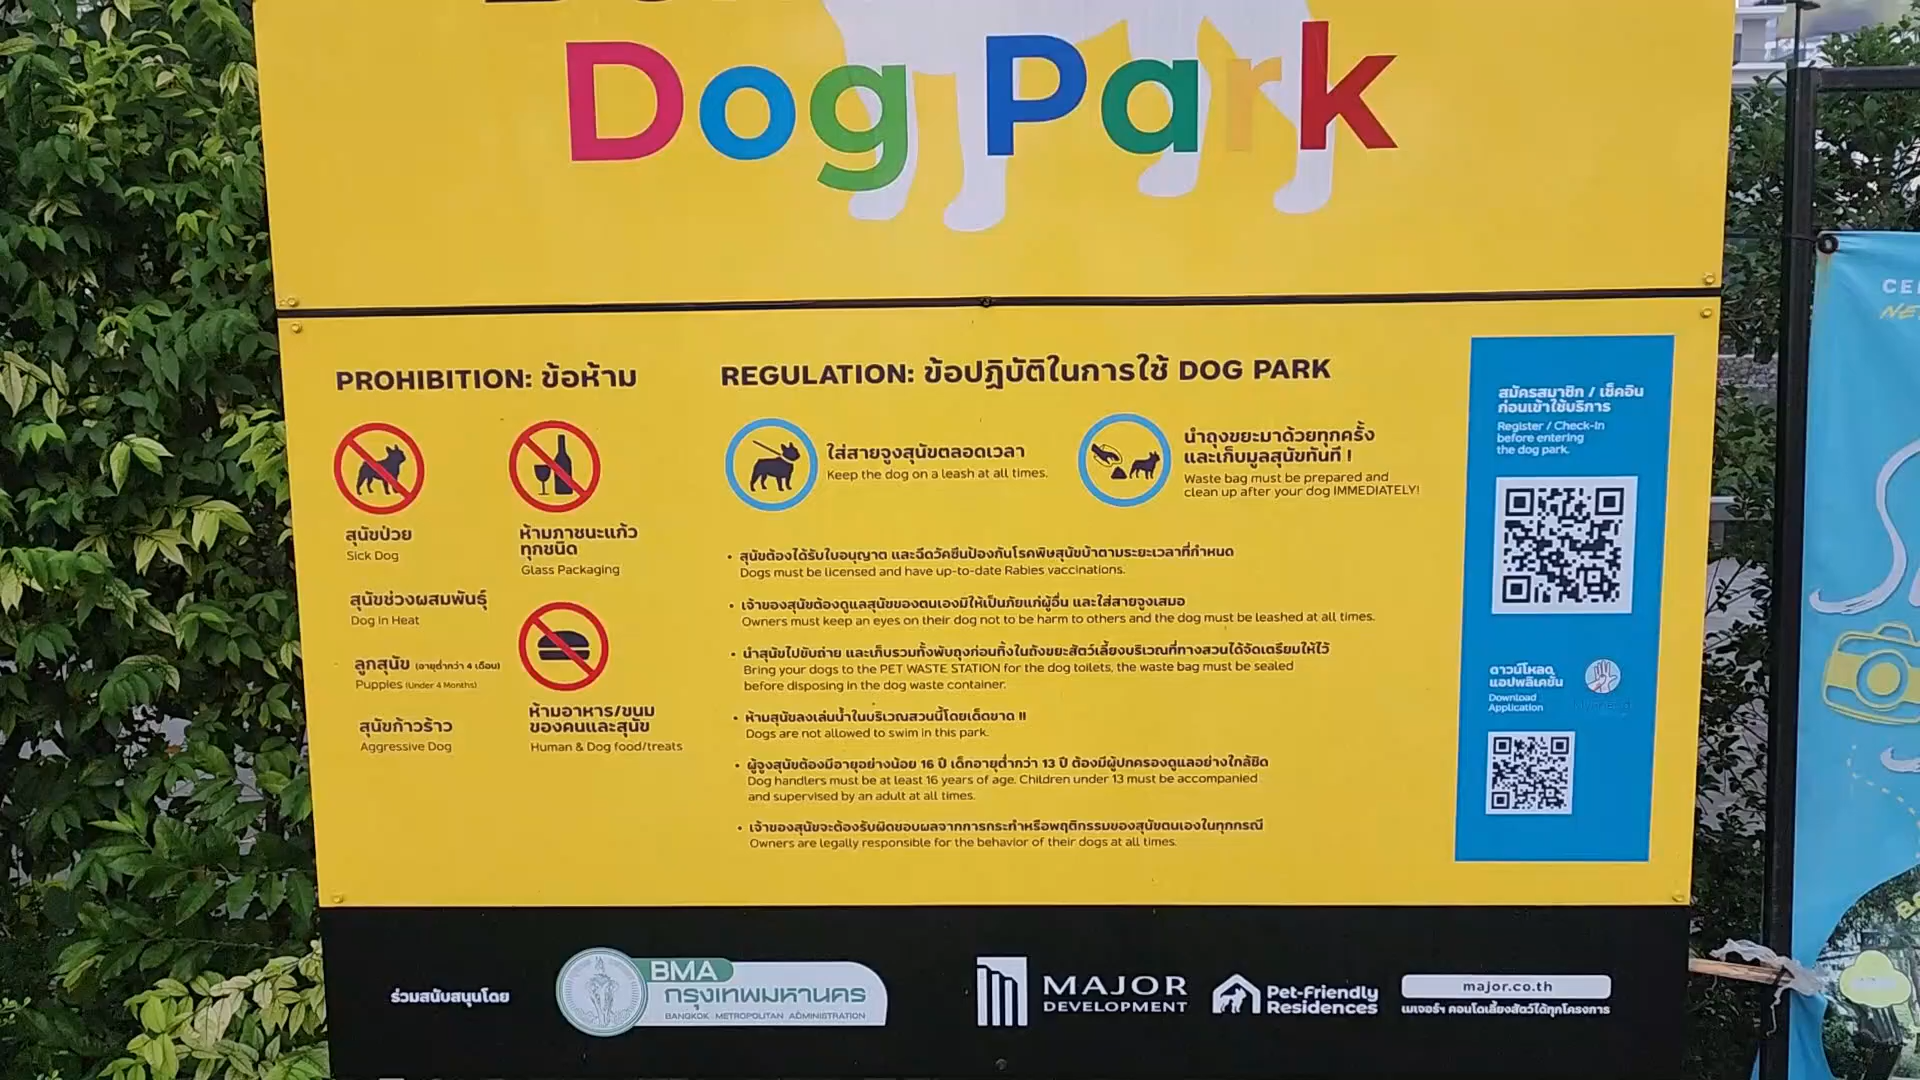 Dog Park
PROHIBITION: ข้อห้าม
สุนัขป่วย
Sick Dog
สุนัขช่วงผสมพันธุ์
Dog In Heat
ลูกสุนัข (อายุต่ำกว่า 4 เดือน)
Puppies (Under 4 Months)
สุนัขก้าวร้าว
Aggressive Dog
ห้ามภาชนะแก้ว
ทุกชนิด
Glass Packaging
ห้ามอาหาร/ขนม
ของคนและสุนัข
Human & Dog food/treats
REGULATION: ข้อปฏิบัติในการใช้ DOG PARK
ใส่สายจูงสุนัขตลอดเวลา
Keep the dog on a leash at all times.
นำถุงขยะมาด้วยทุกครั้ง
และเก็บมูลสุนัขทันที !
Waste bag must be prepared and
clean up after your dog IMMEDIATELY!
• สุนัขต้องได้รับใบอนุญาต และฉีดวัคซีนป้องกันโรคพิษสุนัขบ้าตามระยะเวลาที่กำหนด
Dogs must be licensed and have up-to-date Rabies vaccinations.
• เจ้าของสุนัขต้องดูแลสุนัขของตนเองมิให้เป็นภัยแก่ผู้อื่น และใส่สายจูงเสมอ
Owners must keep an eyes on their dog not to be harm to others and the dog must be leashed at all times.
• นำสุนัขไปขับถ่าย และเก็บรวมทั้งพับถุงก่อนทิ้งในถังขยะสัตว์เลี้ยงบริเวณที่ทางสวนได้จัดเตรียมให้ไว้
Bring your dogs to the PET WASTE STATION for the dog toilets, the waste bag must be sealed
before disposing in the dog waste container.
• ห้ามสุนัขลงเล่นน้ำในบริเวณสวนนี้โดยเด็ดขาด !!
Dogs are not allowed to swim in this park.
• ผู้จูงสุนัขต้องมีอายุอย่างน้อย 16 ปี เด็กอายุต่ำกว่า 13 ปี ต้องมีผู้ปกครองดูแลอย่างใกล้ชิด
Dog handlers must be at least 16 years of age. Children under 13 must be accompanied
and supervised by an adult at all times.
• เจ้าของสุนัขจะต้องรับผิดชอบผลจากการกระทำหรือพฤติกรรมของสุนัขตนเองในทุกกรณี
Owners are legally responsible for the behavior of their dogs at all times.
สมัครสมาชิก / เช็คอิน
ก่อนเข้าใช้บริการ
Register / Check-In
before entering
the dog park.
ดาวน์โหลด
แอปพลิเคชั่น
Download
Application
ร่วมสนับสนุนโดย
BMA
กรุงเทพมหานคร
BANGKOK METROPOLITAN ADMINISTRATION
MAJOR
DEVELOPMENT
Pet-Friendly
Residences
major.co.th
เมเจอร์ฯ คอนโดเลี้ยงสัตว์ได้ทุกโครงการ